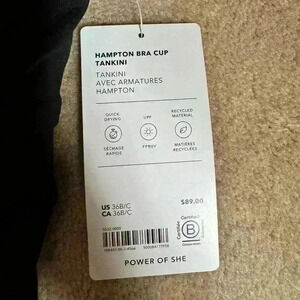 HAMPTON BRA CUP
TANKINI
TANKINI
AVEC ARMATURES
HAMPTON
QUICK
DRYING
UPF
RECYCLED
MATERIAL
SÉCHAGE
RAPIDE
FPRUV
MATIÈRES
RECYCLÉES
US 36B/C
CA 36B/C
$89.00
Certified
B
Corporation
POWER OF SHE